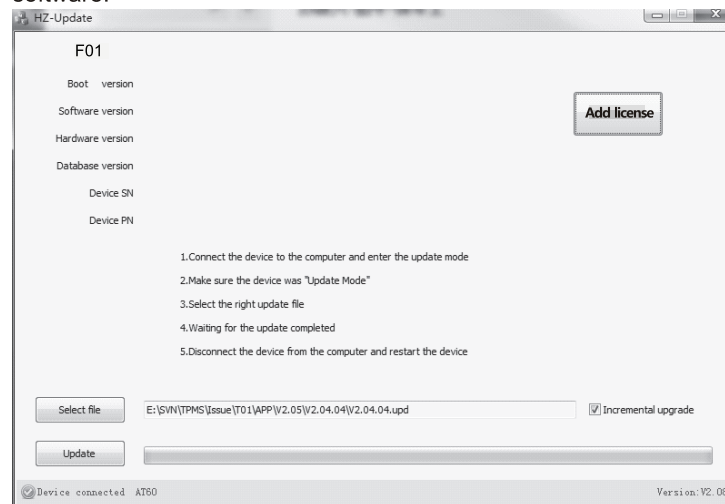 software.
HZ-Update
F01
Boot version
Add license
Software version
Hardware version
Database version
Device SN
Device PN
1.Connect the device to the computer and enter the update mode
2.Make sure the device was "Update Mode"
3.Select the right update file
4.Waiting for the update completed
5.Disconnect the device from the computer and restart the device
Select file E:\SVN\TPMS\Issue\T01\APP\V2.05\V2.04.04\V2.04.04.upd Incremental upgrade
Update
Device connected AT60 Version:V2.06